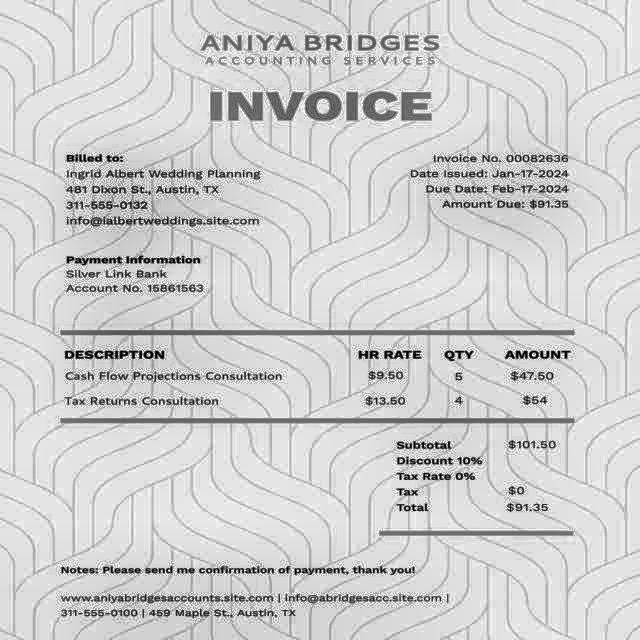 ANIYA BRIDGES
ACCOUNTING SERVICES
INVOICE
Billed to:
Ingrid Albert Wedding Planning
481 Dixon St., Austin, TX
311-555-0132
info@ialbertweddings.site.com
Invoice No. 00082636
Date Issued: Jan-17-2024
Due Date: Feb-17-2024
Amount Due: $91.35
Payment Information
Silver Link Bank
Account No. 15861563
DESCRIPTION HR RATE QTY AMOUNT
Cash Flow Projections Consultation $9.50 5 $47.50
Tax Returns Consultation $13.50 4 $54
Subtotal $101.50
Discount 10%
Tax Rate 0%
Tax $0
Total $91.35
Notes: Please send me confirmation of payment, thank you!
www.aniyabridgesaccounts.site.com | info@abridgesacc.site.com |
311-555-0100 | 459 Maple St., Austin, TX